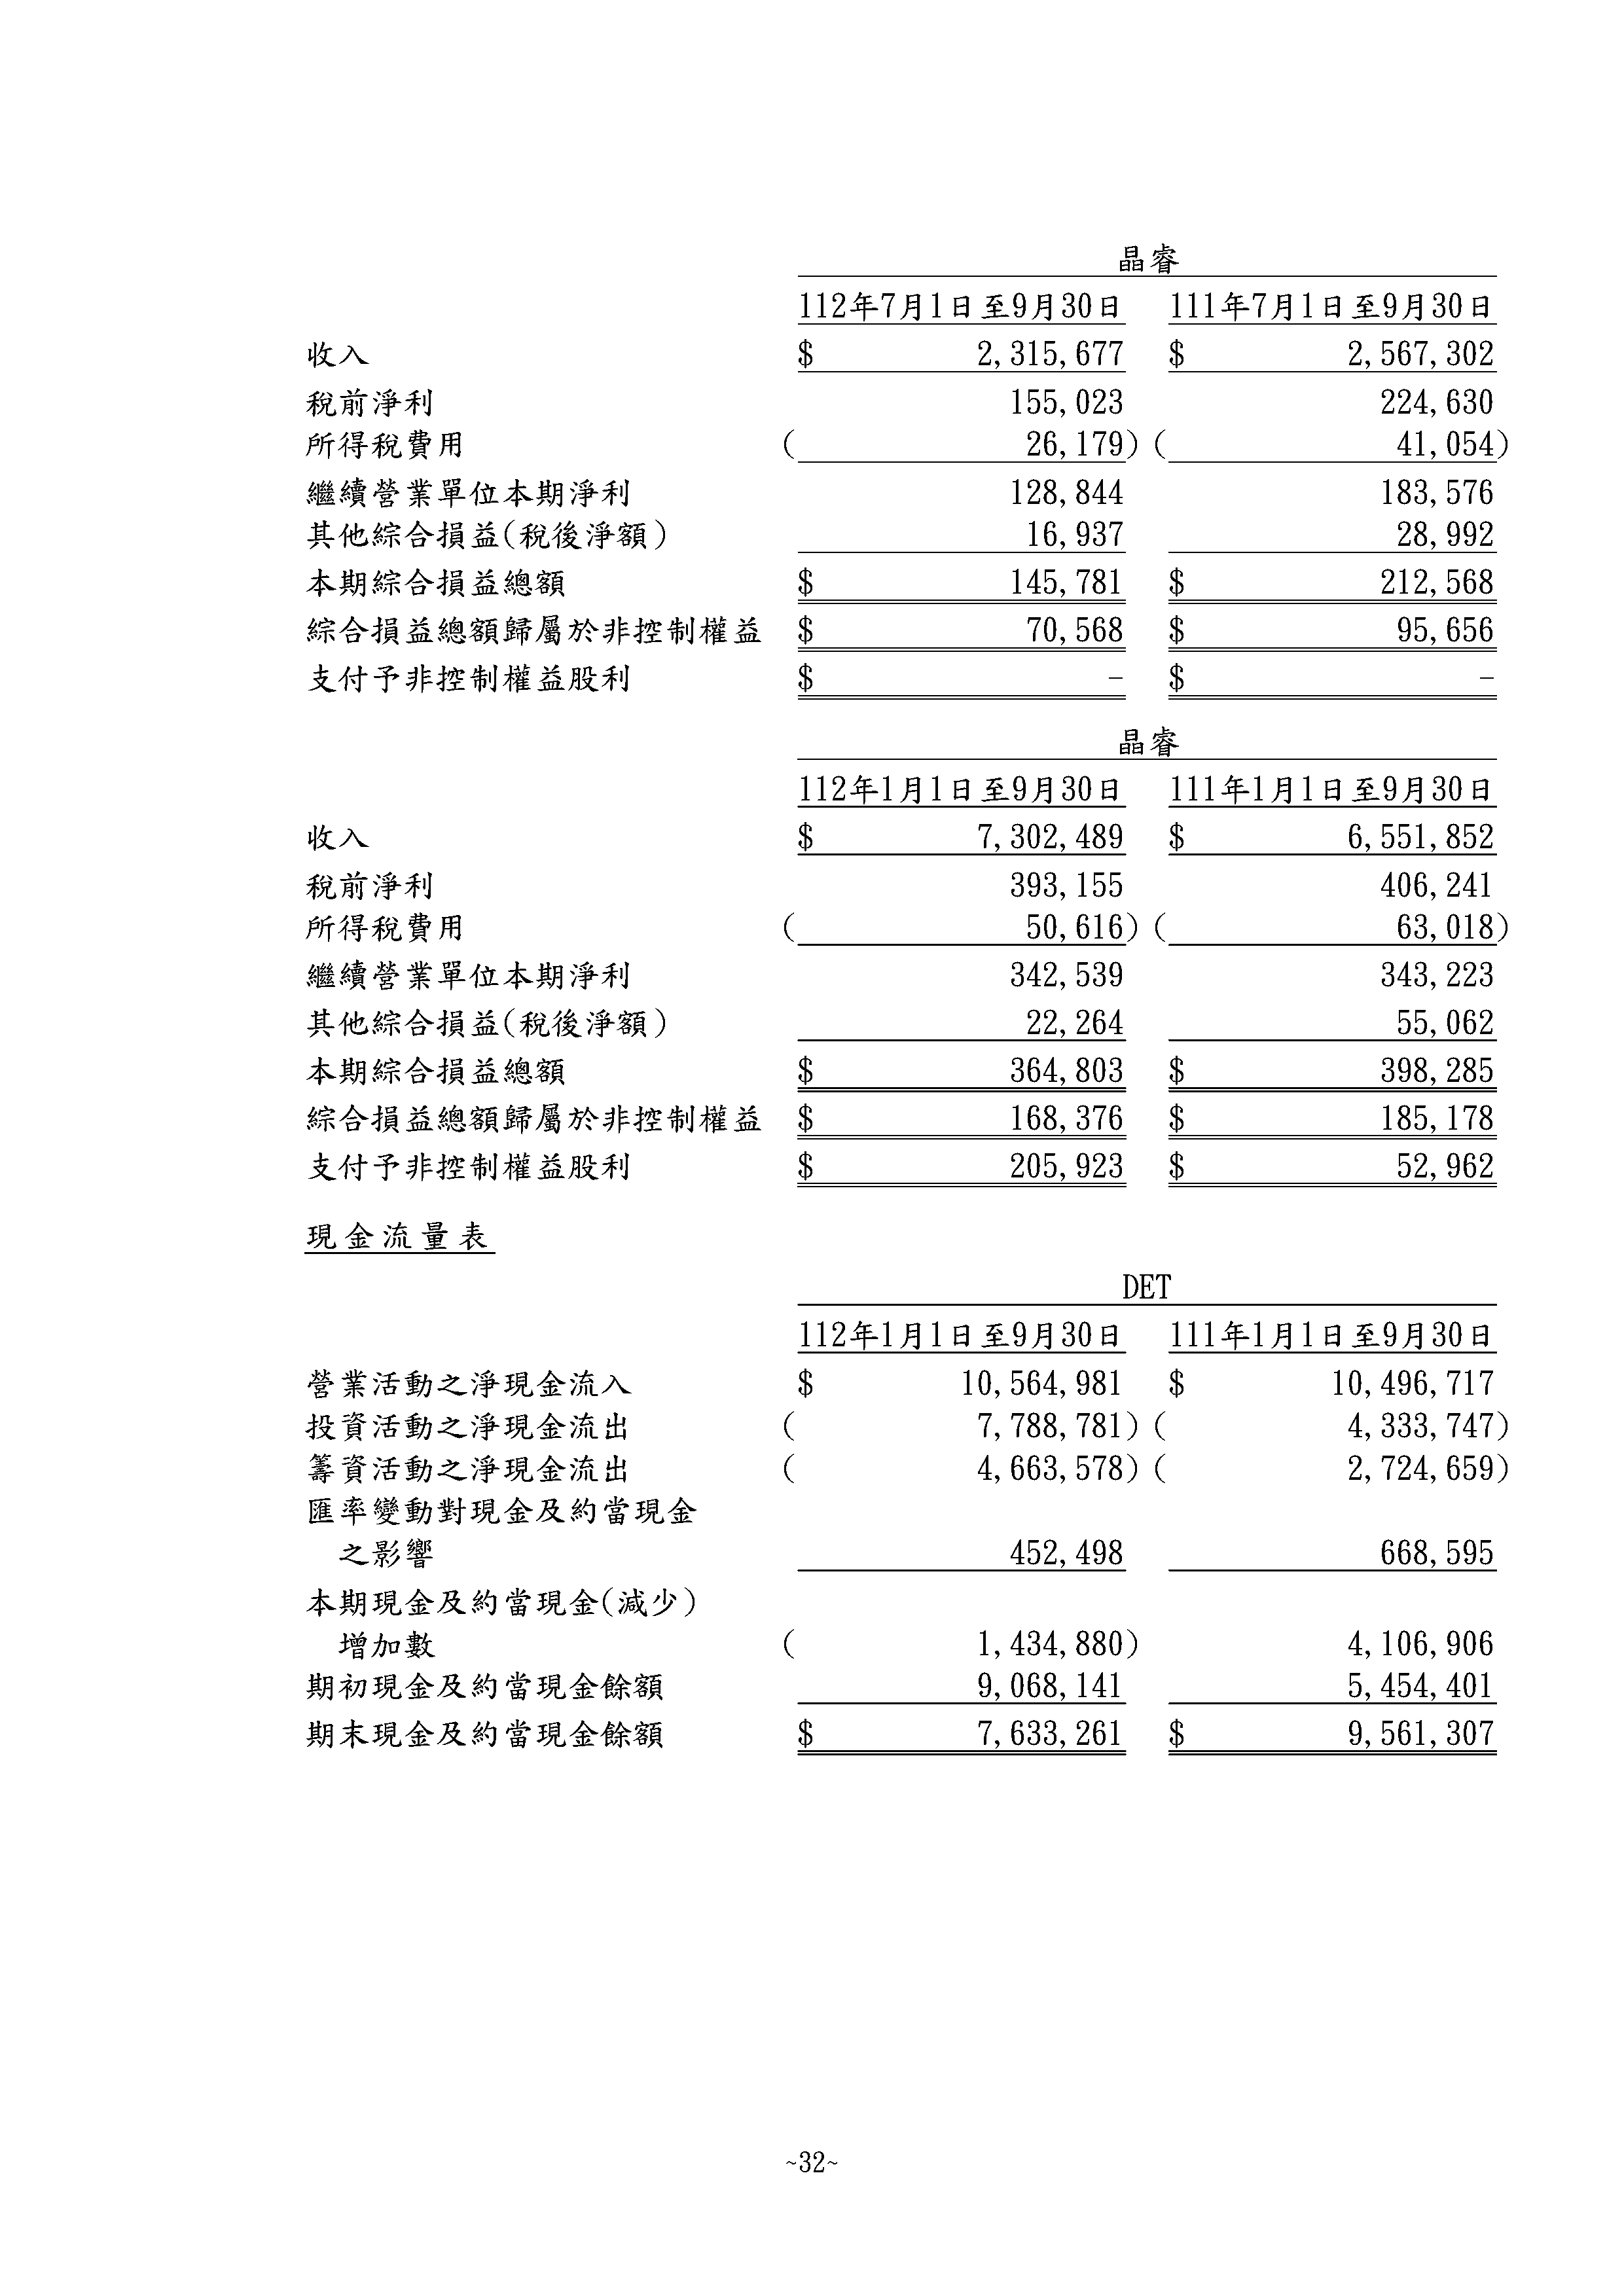 晶睿
112年7月1日至9月30日 111年7月1日至9月30日
收入 $ 2,315,677 $ 2,567,302
稅前淨利 155,023 224,630
所得稅費用 ( 26,179) ( 41,054)
繼續營業單位本期淨利 128,844 183,576
其他綜合損益(稅後淨額) 16,937 28,992
本期綜合損益總額 $ 145,781 $ 212,568
綜合損益總額歸屬於非控制權益 $ 70,568 $ 95,656
支付予非控制權益股利 $ - $ -
晶睿
112年1月1日至9月30日 111年1月1日至9月30日
收入 $ 7,302,489 $ 6,551,852
稅前淨利 393,155 406,241
所得稅費用 ( 50,616) ( 63,018)
繼續營業單位本期淨利 342,539 343,223
其他綜合損益(稅後淨額) 22,264 55,062
本期綜合損益總額 $ 364,803 $ 398,285
綜合損益總額歸屬於非控制權益 $ 168,376 $ 185,178
支付予非控制權益股利 $ 205,923 $ 52,962
現金流量表
DET
112年1月1日至9月30日 111年1月1日至9月30日
營業活動之淨現金流入 $ 10,564,981 $ 10,496,717
投資活動之淨現金流出 ( 7,788,781) ( 4,333,747)
籌資活動之淨現金流出 ( 4,663,578) ( 2,724,659)
匯率變動對現金及約當現金
之影響 452,498 668,595
本期現金及約當現金(減少)
增加數 ( 1,434,880) 4,106,906
期初現金及約當現金餘額 9,068,141 5,454,401
期末現金及約當現金餘額 $ 7,633,261 $ 9,561,307
~32~